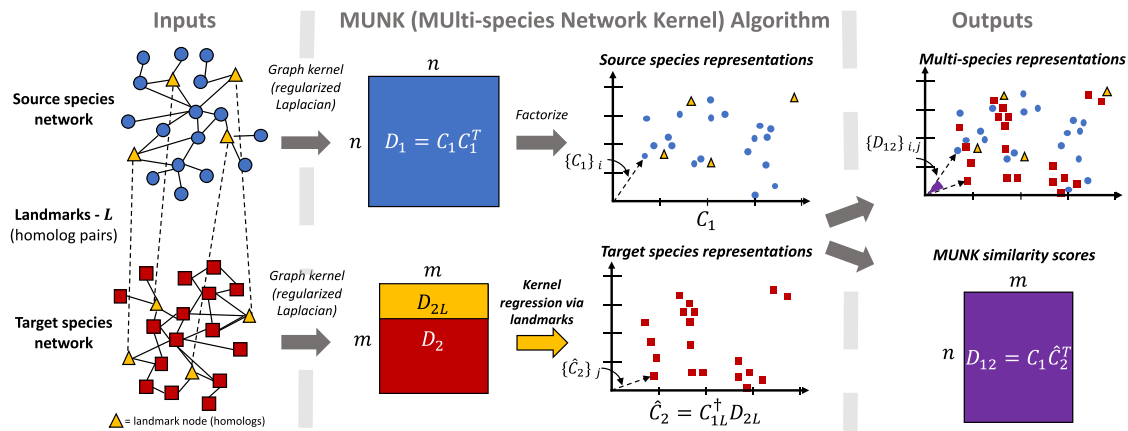 Inputs
MUNK (MUlti-species Network Kernel) Algorithm
Outputs
Source species
network
Landmarks - L
(homolog pairs)
Target species
network
= landmark node (homologs)
Graph kernel
(regularized
Laplacian)
n
n
D₁ = C₁C₁ᵀ
Factorize
Source species representations
{C₁}ᵢ
C₁
Graph kernel
(regularized
Laplacian)
m
m
D₂L
D₂
Kernel
regression via
landmarks
Target species representations
{Ĉ₂}ⱼ
Ĉ₂ = C₁L†D₂L
Multi-species representations
{D₁₂}ᵢ,ⱼ
MUNK similarity scores
m
n
D₁₂ = C₁Ĉ₂ᵀ